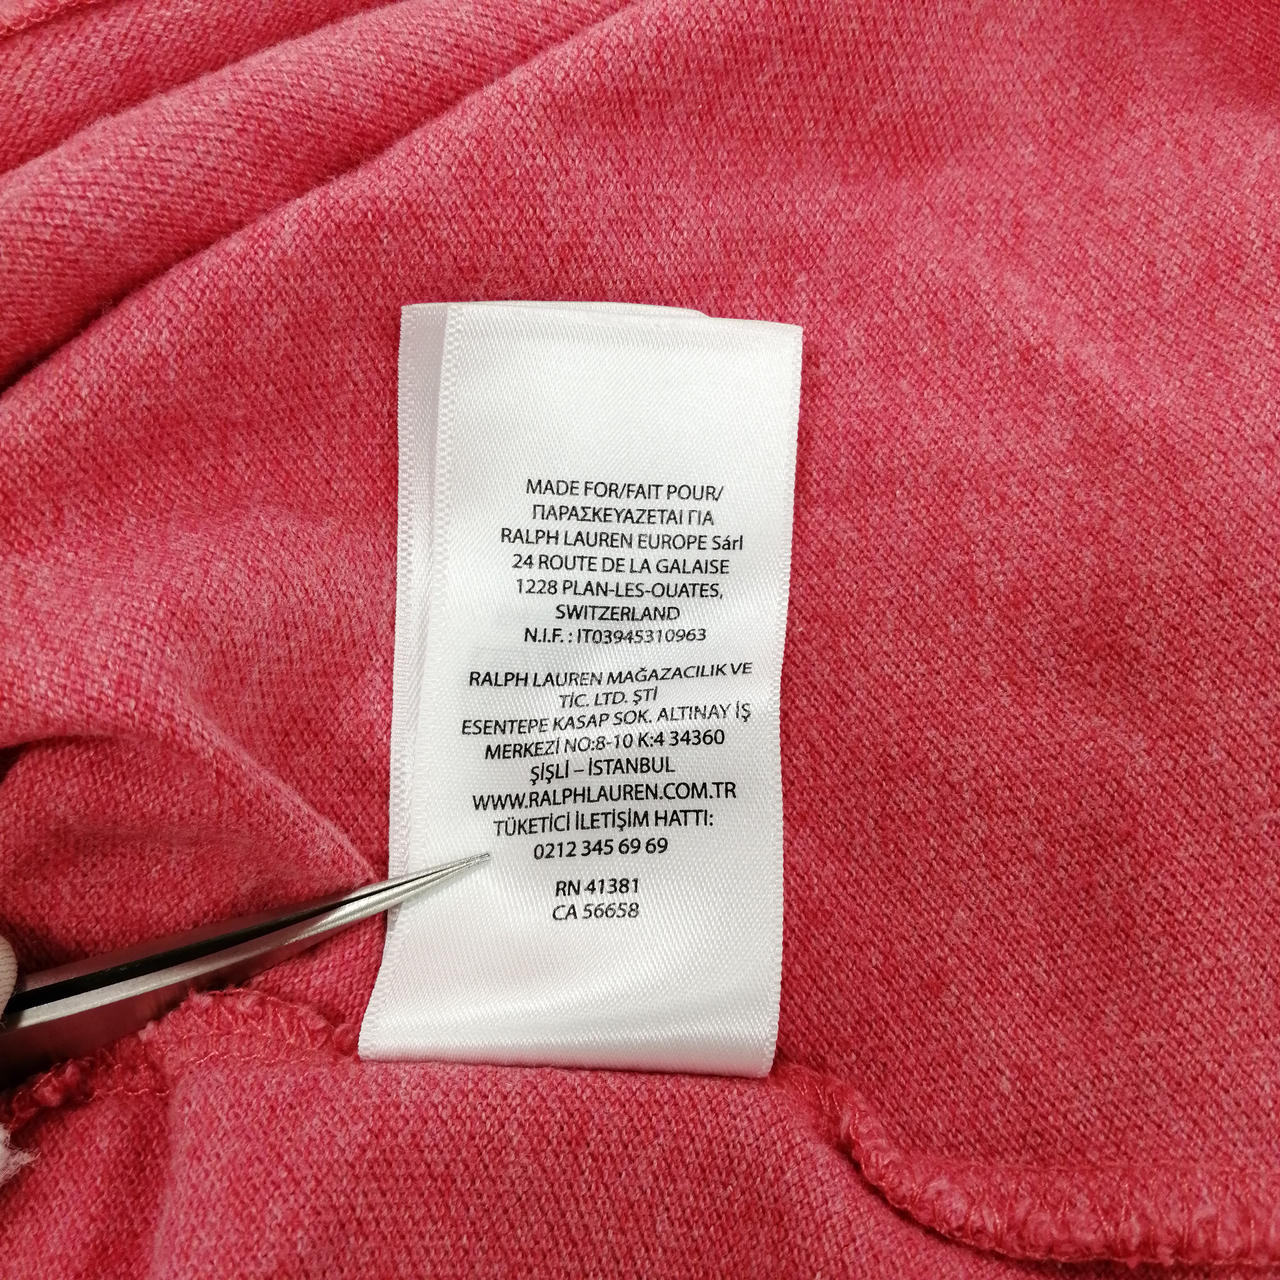 MADE FOR/FAIT POUR/
ΠΑΡΑΣΚΕΥΑΖΕΤΑΙ ΓΙΑ
RALPH LAUREN EUROPE Sárl
24 ROUTE DE LA GALAISE
1228 PLAN-LES-OUATES,
SWITZERLAND
N.I.F. : IT03945310963
RALPH LAUREN MAĞAZACILIK VE
TİC. LTD. ŞTİ
ESENTEPE KASAP SOK. ALTINAY İŞ
MERKEZİ NO:8-10 K:4 34360
ŞİŞLİ – İSTANBUL
WWW.RALPHLAUREN.COM.TR
TÜKETİCİ İLETİŞİM HATTI:
0212 345 69 69
RN 41381
CA 56658